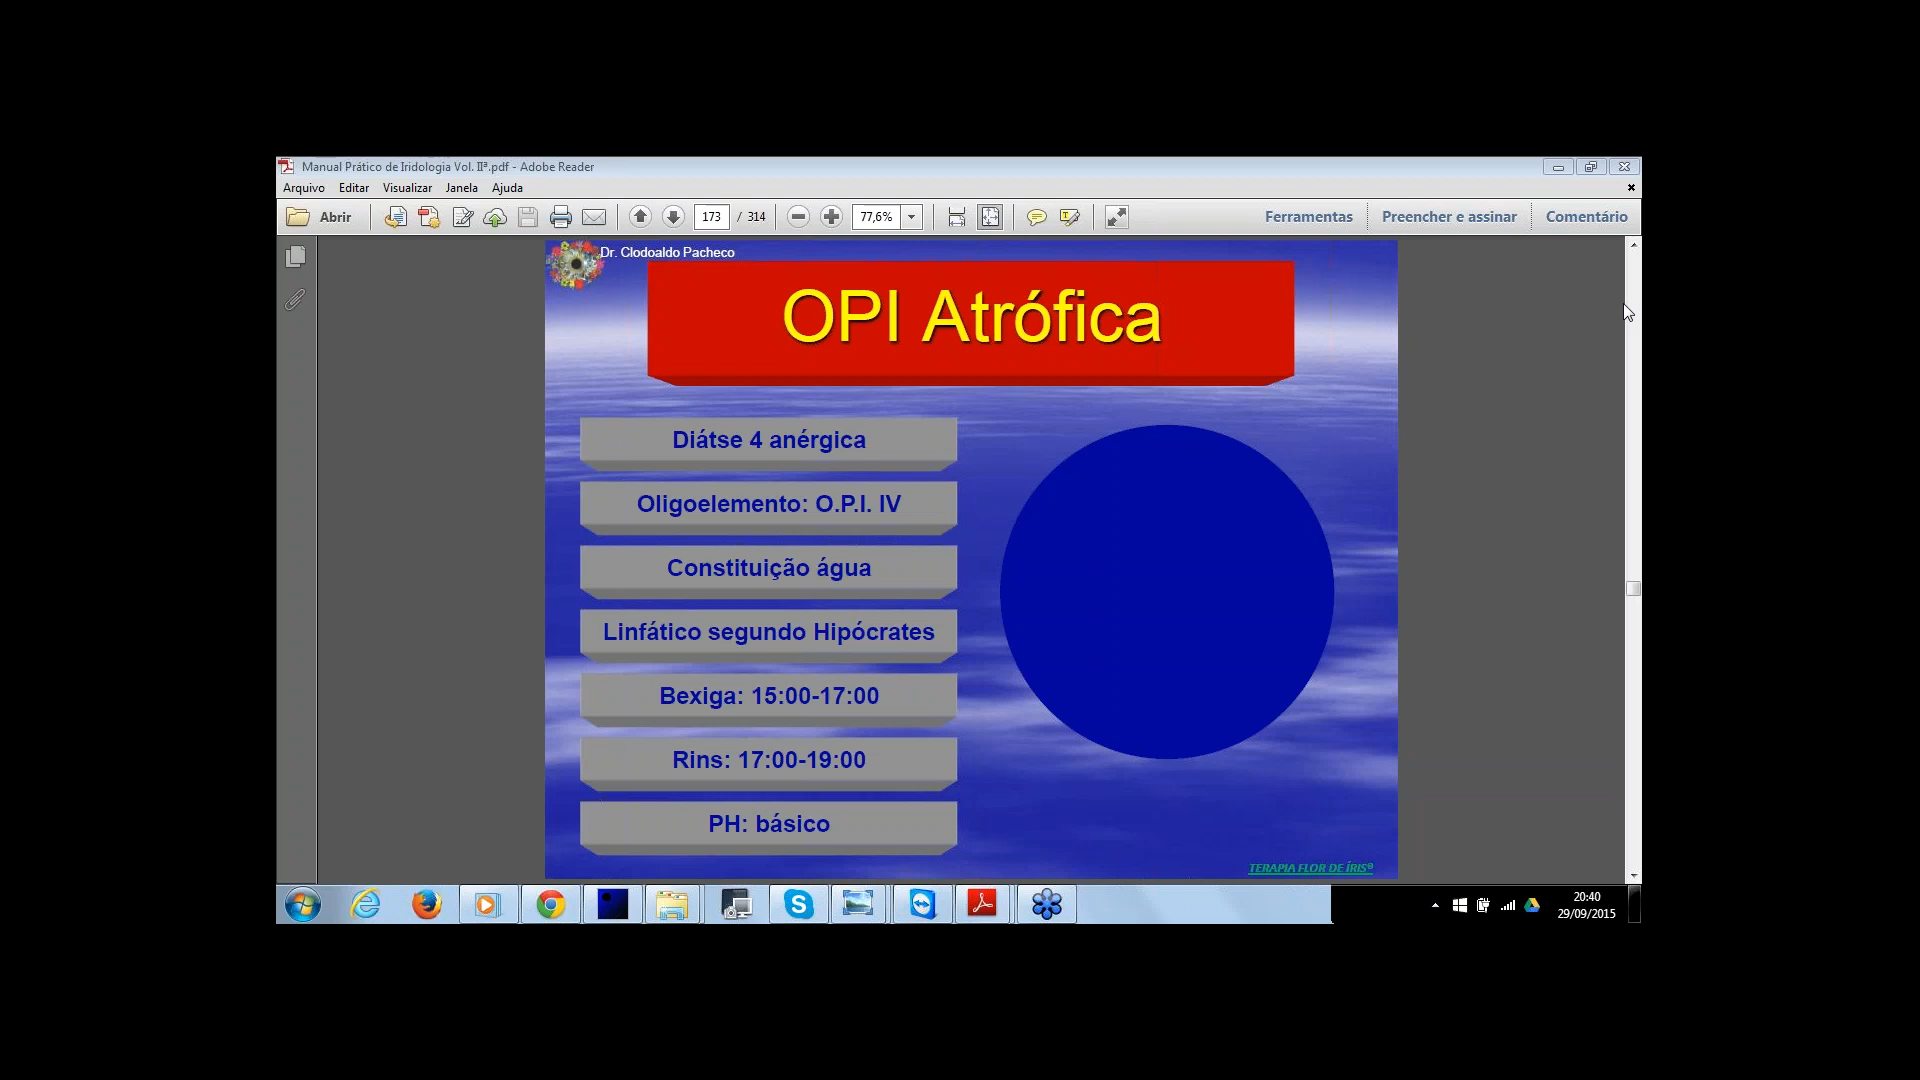 Manual Prático de Iridologia Vol. IIª.pdf - Adobe Reader
Arquivo Editar Visualizar Janela Ajuda
Abrir 173 / 314 77,6% Ferramentas Preencher e assinar Comentário
Dr. Clodoaldo Pacheco
OPI Atrófica
Diátse 4 anérgica
Oligoelemento: O.P.I. IV
Constituição água
Linfático segundo Hipócrates
Bexiga: 15:00-17:00
Rins: 17:00-19:00
PH: básico
TERAPIA FLOR DE ÍRIS®
20:40
29/09/2015